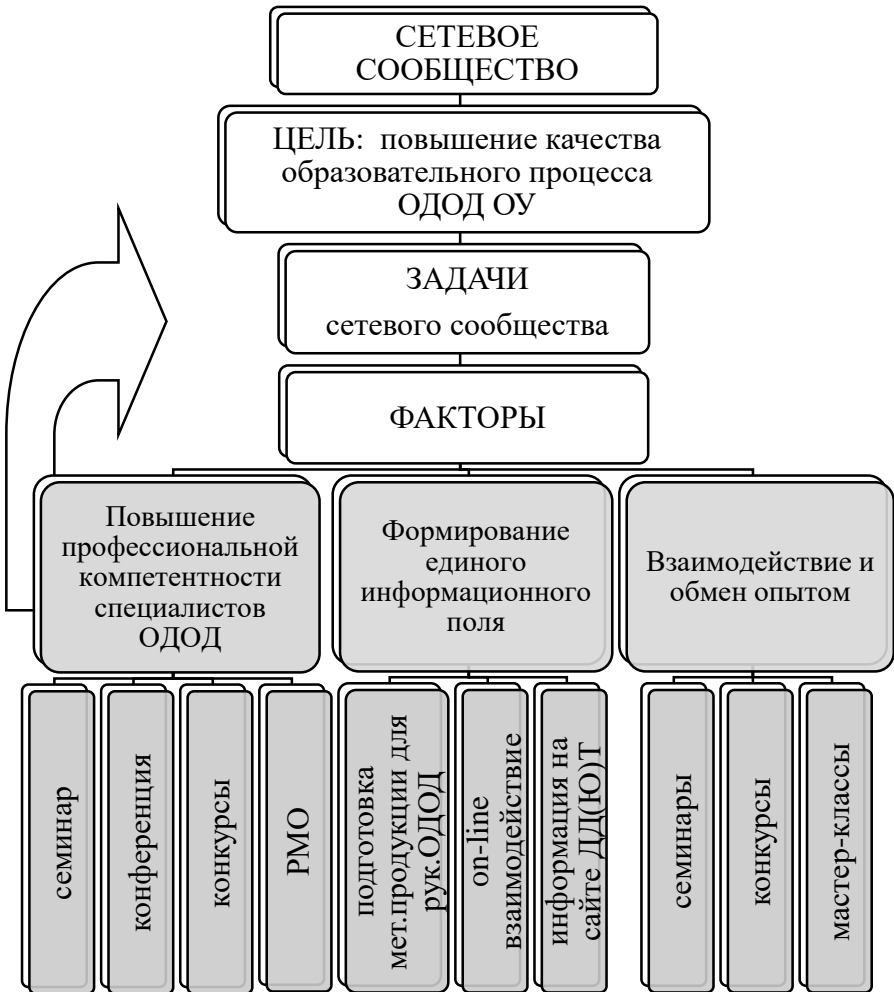 СЕТЕВОЕ
СООБЩЕСТВО
ЦЕЛЬ: повышение качества
образовательного процесса
ОДОД ОУ
ЗАДАЧИ
сетевого сообщества
ФАКТОРЫ
Повышение
профессиональной
компетентности
специалистов
ОДОД
Формирование
единого
информационного
поля
Взаимодействие и
обмен опытом
семинар
конференция
конкурсы
РМО
подготовка
мет.продукции для
рук.ОДОД
on-line
взаимодействие
информация на
сайте ДД(Ю)Т
семинары
конкурсы
мастер-классы